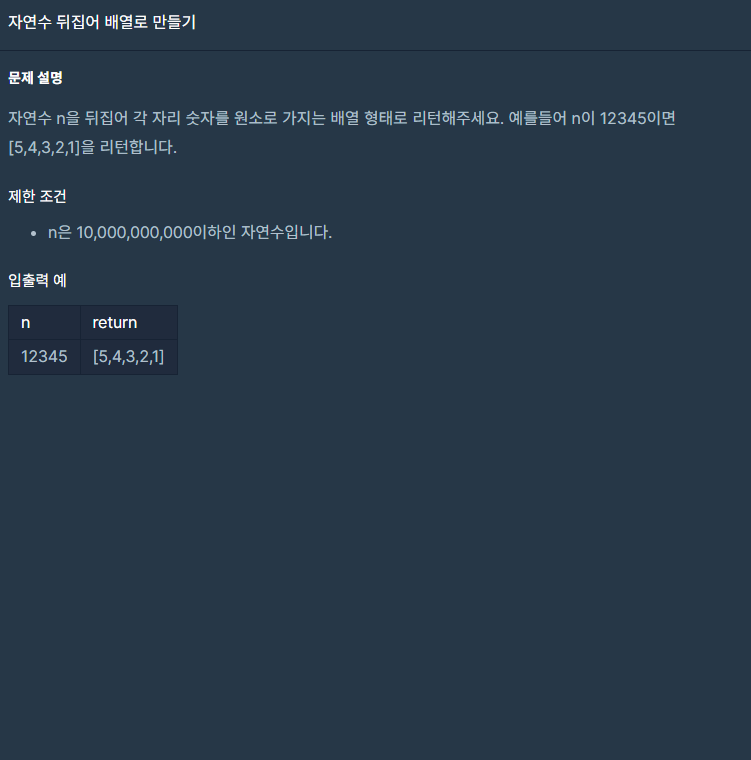 자연수 뒤집어 배열로 만들기
문제 설명
자연수 n을 뒤집어 각 자리 숫자를 원소로 가지는 배열 형태로 리턴해주세요. 예를들어 n이 12345이면
[5,4,3,2,1]을 리턴합니다.
제한 조건
• n은 10,000,000,000이하인 자연수입니다.
입출력 예
n return
12345 [5,4,3,2,1]